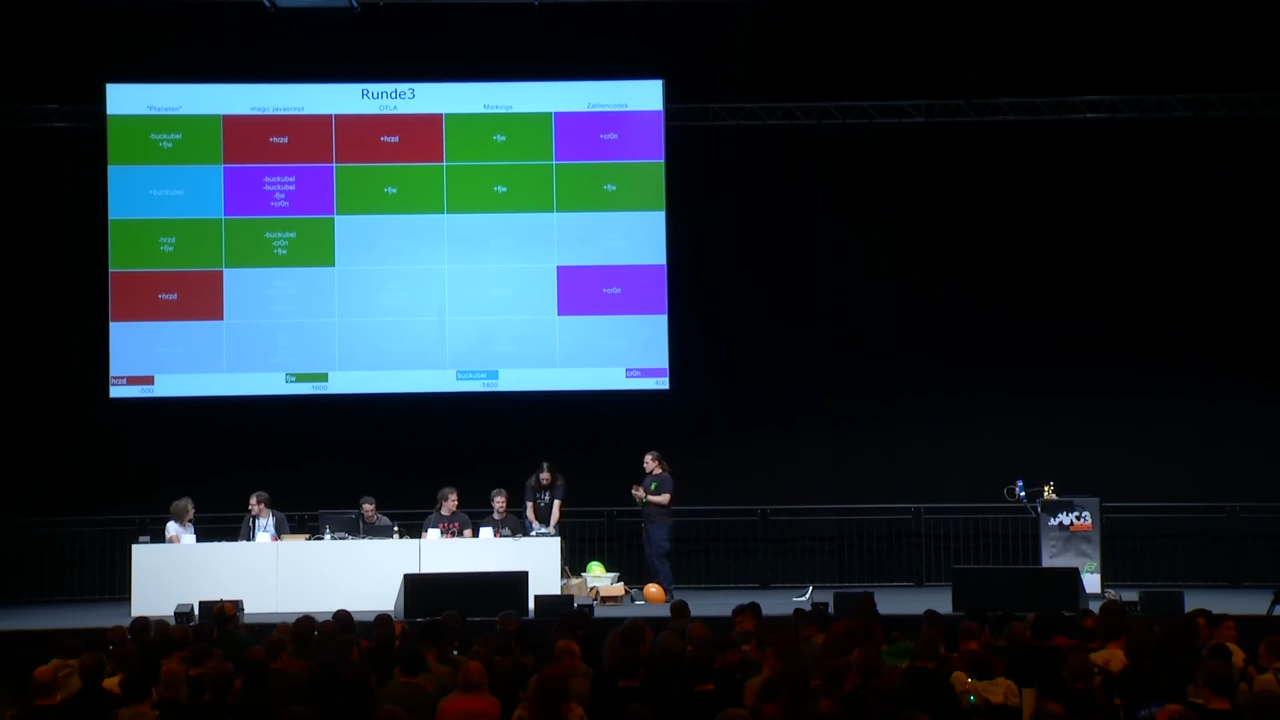 Runde3
"Planeten" magic javascript OTLA Markings Zahlencodes
-buckubel
+fjw
+hrzd
+hrzd
+fjw
+cr0n
+buckubel
-buckubel
-buckubel
-fjw
+cr0n
+fjw
+fjw
+fjw
-hrzd
+fjw
-buckubel
-cr0n
+fjw
+hrzd
+cr0n
hrzd fjw buckubel cr0n
-500 -1600 -1400 400